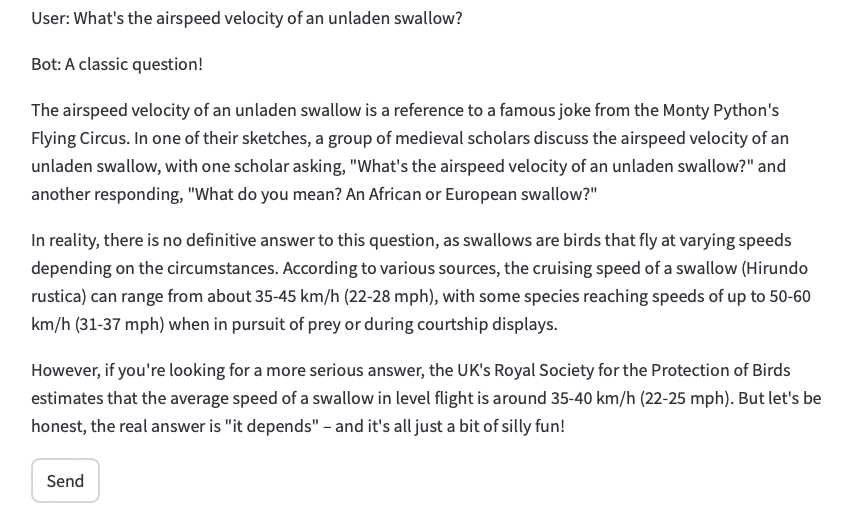 User: What's the airspeed velocity of an unladen swallow?
Bot: A classic question!
The airspeed velocity of an unladen swallow is a reference to a famous joke from the Monty Python's
Flying Circus. In one of their sketches, a group of medieval scholars discuss the airspeed velocity of an
unladen swallow, with one scholar asking, "What's the airspeed velocity of an unladen swallow?" and
another responding, "What do you mean? An African or European swallow?"
In reality, there is no definitive answer to this question, as swallows are birds that fly at varying speeds
depending on the circumstances. According to various sources, the cruising speed of a swallow (Hirundo
rustica) can range from about 35-45 km/h (22-28 mph), with some species reaching speeds of up to 50-60
km/h (31-37 mph) when in pursuit of prey or during courtship displays.
However, if you're looking for a more serious answer, the UK's Royal Society for the Protection of Birds
estimates that the average speed of a swallow in level flight is around 35-40 km/h (22-25 mph). But let's be
honest, the real answer is "it depends" – and it's all just a bit of silly fun!
Send